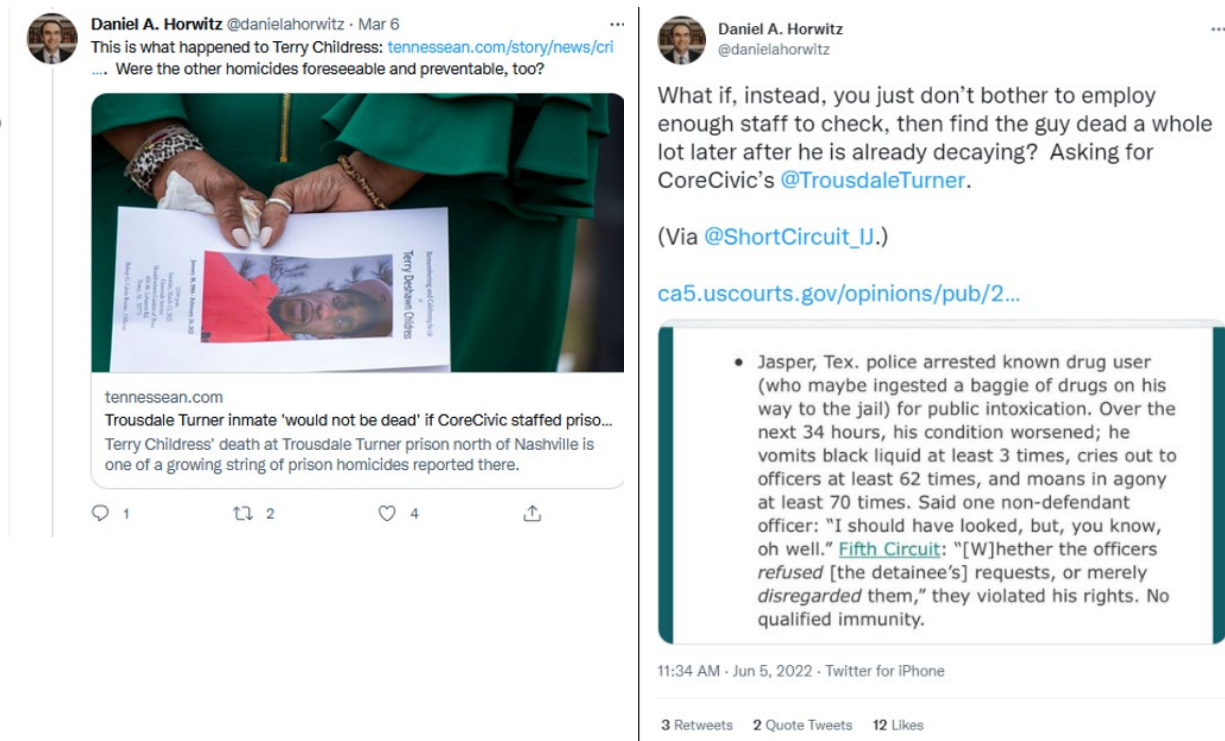 Daniel A. Horwitz @danielahorwitz · Mar 6
This is what happened to Terry Childress: tennessean.com/story/news/cri
.... Were the other homicides foreseeable and preventable, too?
Remembering and Celebrating the Life
of
Terry Deshawn Childress
tennessean.com
Trousdale Turner inmate 'would not be dead' if CoreCivic staffed priso...
Terry Childress' death at Trousdale Turner prison north of Nashville is
one of a growing string of prison homicides reported there.
1 2 4
Daniel A. Horwitz
@danielahorwitz
What if, instead, you just don’t bother to employ
enough staff to check, then find the guy dead a whole
lot later after he is already decaying? Asking for
CoreCivic’s @TrousdaleTurner.
(Via @ShortCircuit_IJ.)
ca5.uscourts.gov/opinions/pub/2...
• Jasper, Tex. police arrested known drug user
(who maybe ingested a baggie of drugs on his
way to the jail) for public intoxication. Over the
next 34 hours, his condition worsened; he
vomits black liquid at least 3 times, cries out to
officers at least 62 times, and moans in agony
at least 70 times. Said one non-defendant
officer: “I should have looked, but, you know,
oh well.” Fifth Circuit: “[W]hether the officers
refused [the detainee’s] requests, or merely
disregarded them,” they violated his rights. No
qualified immunity.
11:34 AM · Jun 5, 2022 · Twitter for iPhone
3 Retweets 2 Quote Tweets 12 Likes